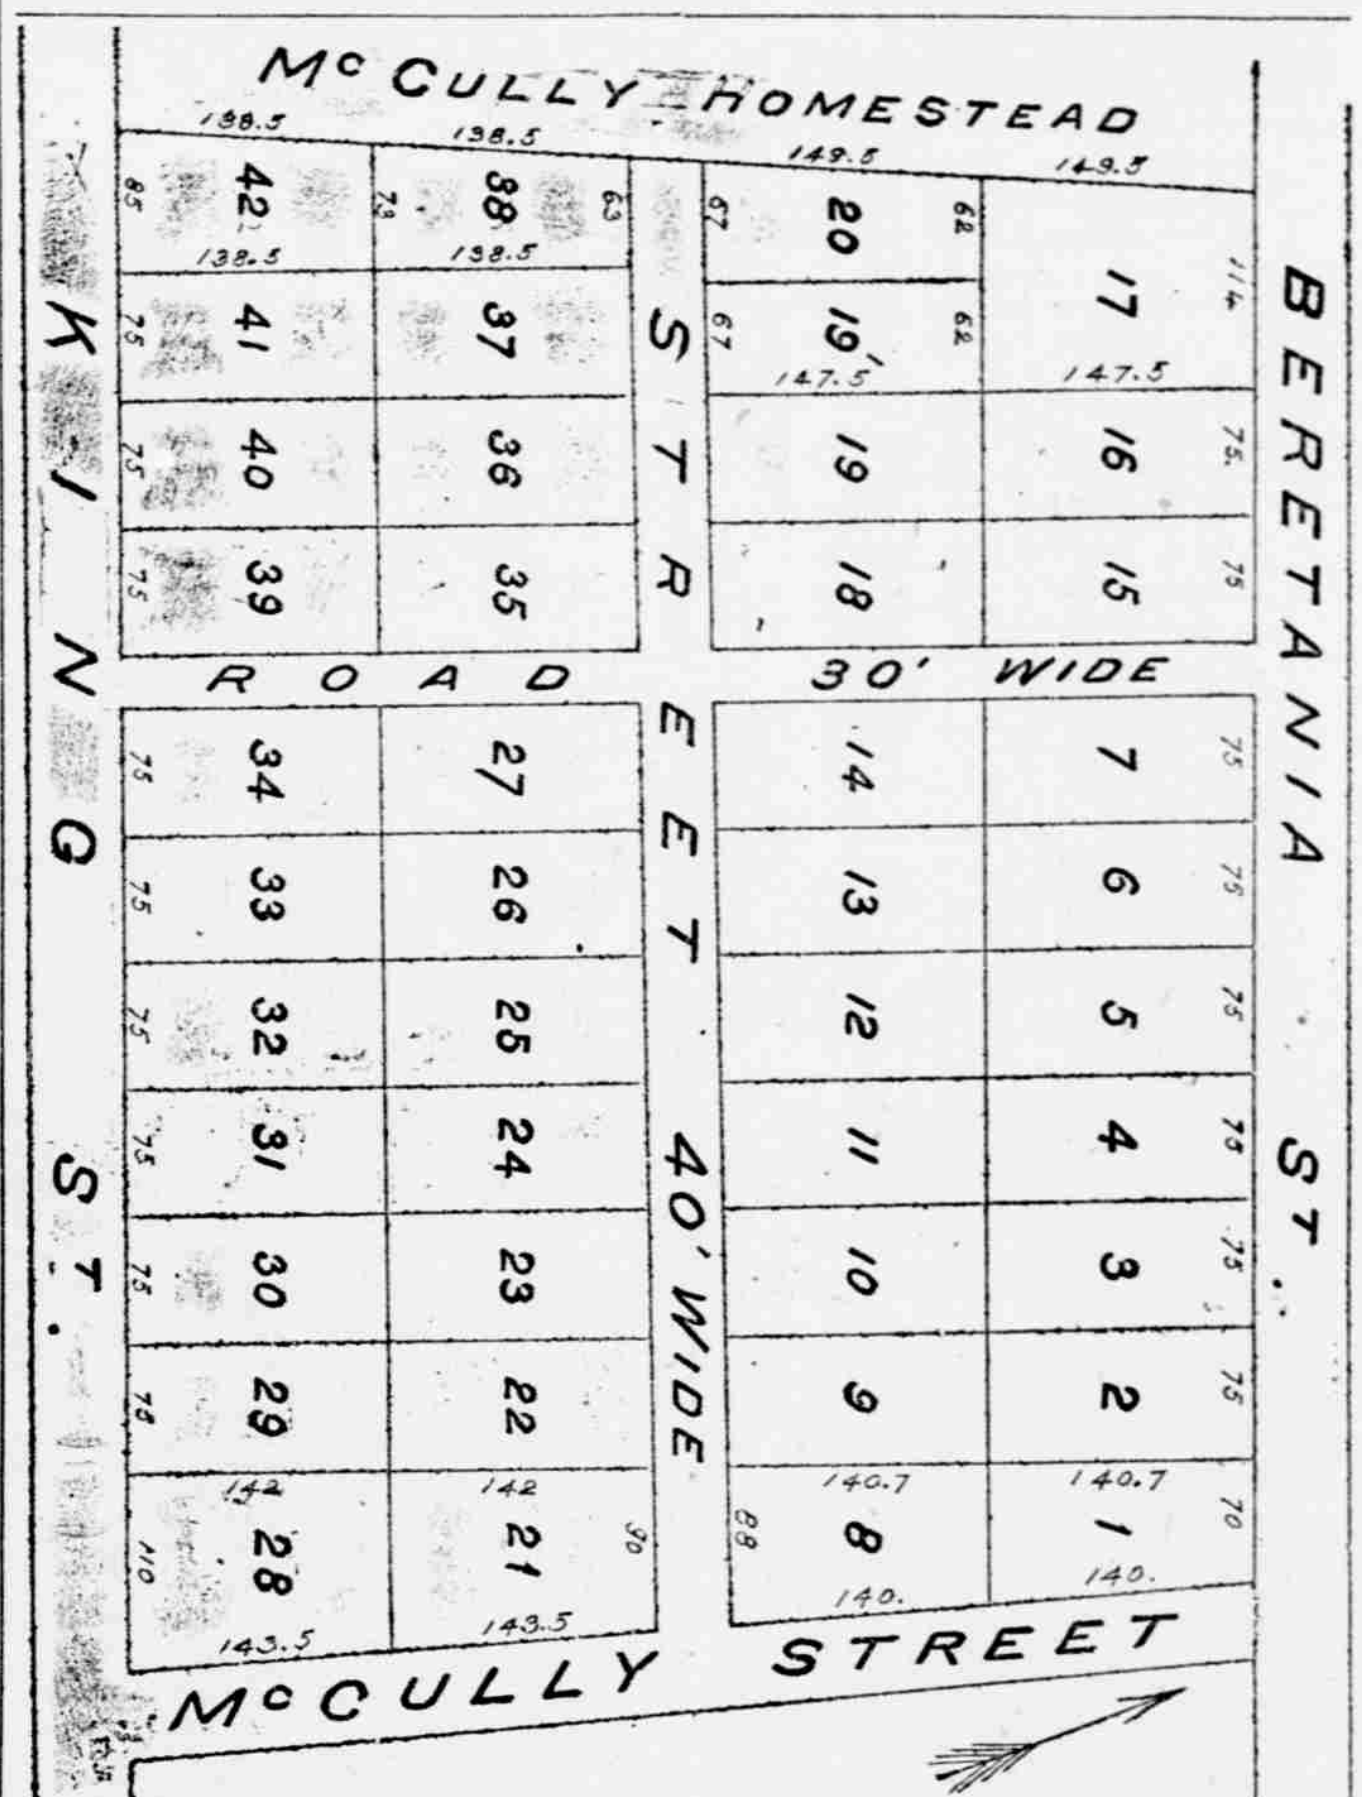 Mc CULLY HOMESTEAD
138.5 138.5 149.5 149.5
85 42 73 38 63 67 20 62 17 114
138.5 138.5
75 41 37 67 19' 62
147.5 147.5
75 40 36 19 16 75.
75 39 35 18 15 75
ROAD 30' WIDE
75 34 27 14 7 75
75 33 26 13 6 75
75 32 25 12 5 75
75 31 24 11 4 75
75 30 23 10 3 75
75 29 22 9 2 75
142 142 140.7 140.7
110 28 21 90 88 8 1 70
143.5 143.5 140. 140.
McCULLY STREET
KING ST.
STREET 40' WIDE
BERETANIA ST.